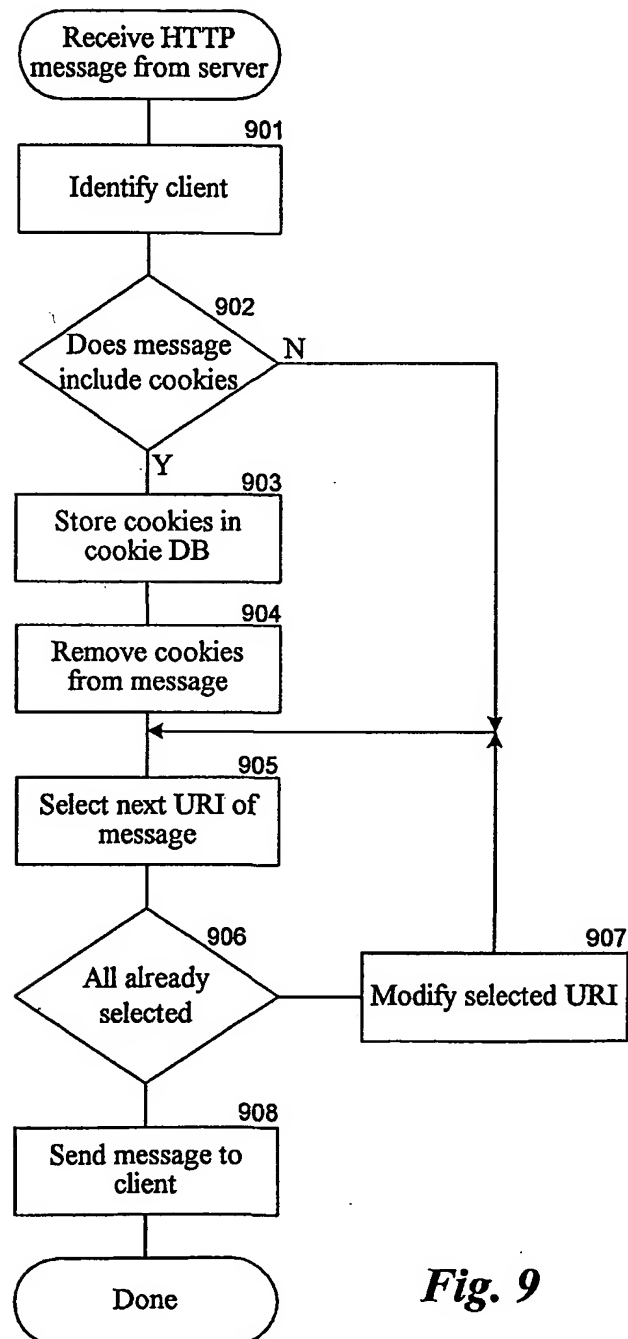 Receive HTTP
message from server
901
Identify client
902
Does message
include cookies
N
Y
903
Store cookies in
cookie DB
904
Remove cookies
from message
905
Select next URI of
message
906
All already
selected
907
Modify selected URI
908
Send message to
client
Done
Fig. 9